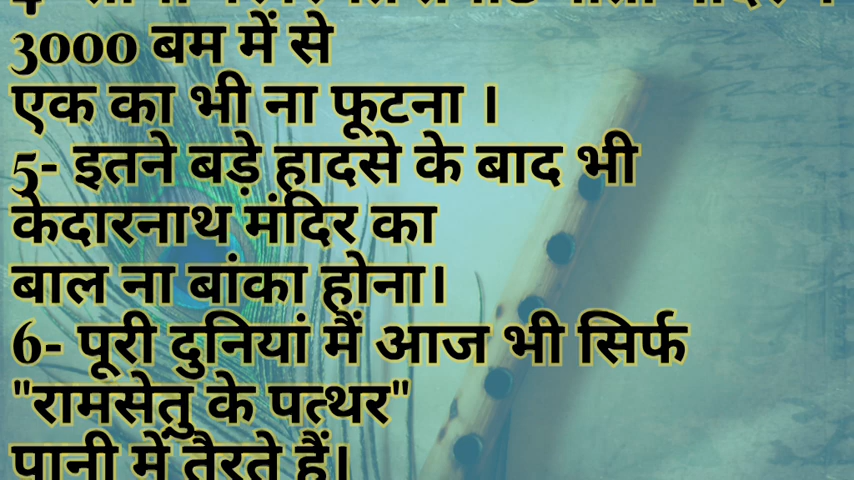 3000 बम में से
एक का भी ना फूटना ।
5- इतने बड़े हादसे के बाद भी
केदारनाथ मंदिर का
बाल ना बांका होना।
6- पूरी दुनियां मैं आज भी सिर्फ
"रामसेतु के पत्थर"
पानी में तैरते हैं।